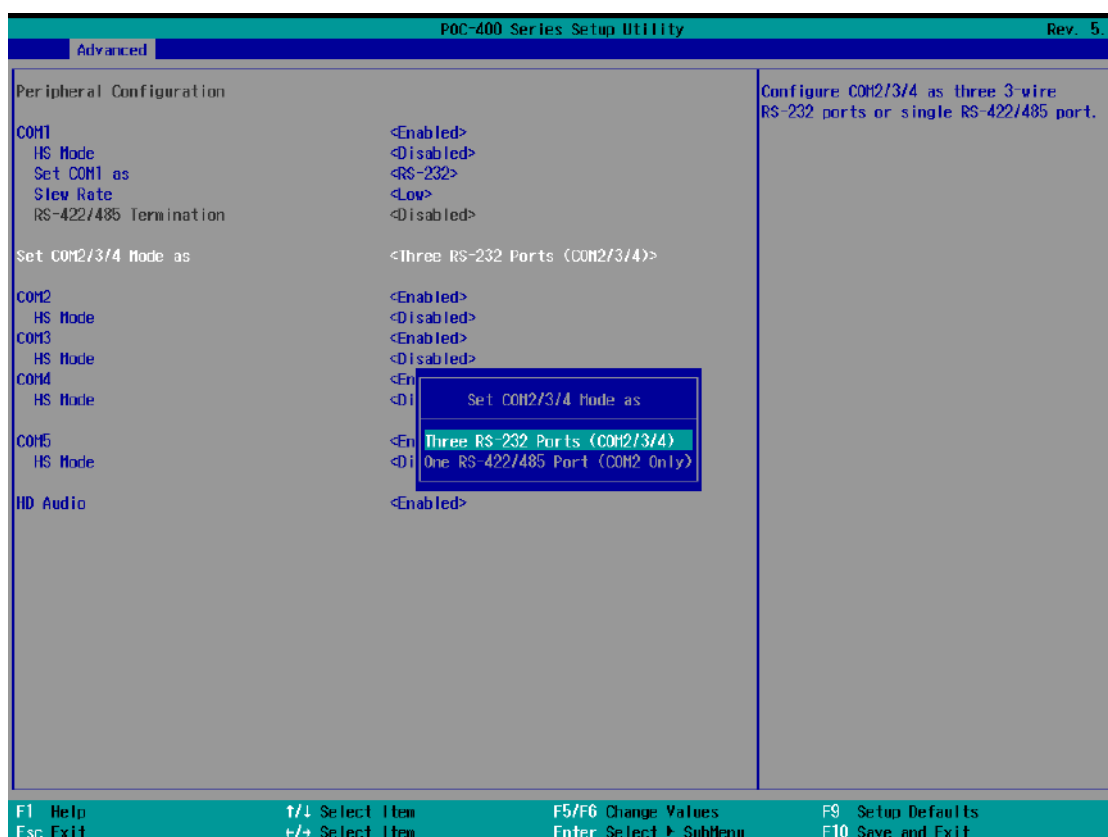 POC-400 Series Setup Utility Rev. 5.
Advanced
Peripheral Configuration
COM1 <Enabled>
HS Mode <Disabled>
Set COM1 as <RS-232>
Slew Rate <Low>
RS-422/485 Termination <Disabled>
Set COM2/3/4 Mode as <Three RS-232 Ports (COM2/3/4)>
COM2 <Enabled>
HS Mode <Disabled>
COM3 <Enabled>
HS Mode <Disabled>
COM4 <En
HS Mode <Di
COM5 <En
HS Mode <Di
HD Audio <Enabled>
Set COM2/3/4 Mode as
Three RS-232 Ports (COM2/3/4)
One RS-422/485 Port (COM2 Only)
Configure COM2/3/4 as three 3-wire
RS-232 ports or single RS-422/485 port.
F1 Help ↑/↓ Select Item F5/F6 Change Values F9 Setup Defaults
Esc Exit ←/→ Select Item Enter Select ▶ SubMenu F10 Save and Exit